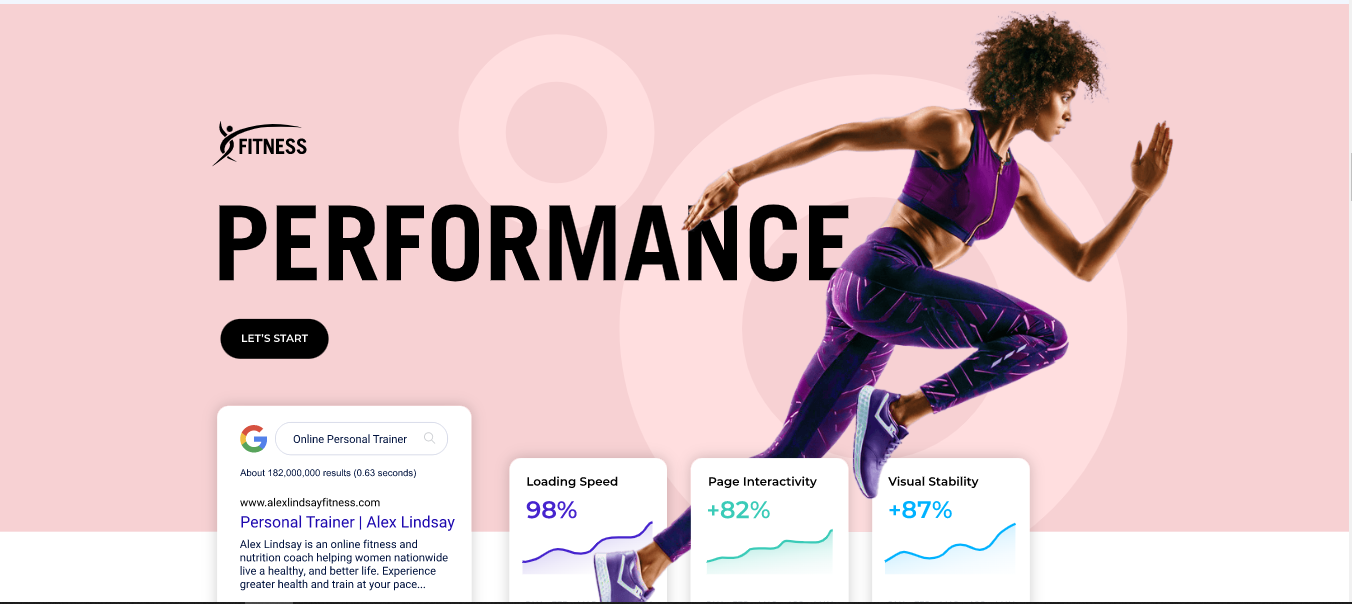 FITNESS
PERFORMANCE
LET'S START
Online Personal Trainer
About 182,000,000 results (0.63 seconds)
www.alexlindsayfitness.com
Personal Trainer | Alex Lindsay
Alex Lindsay is an online fitness and
nutrition coach helping women nationwide
live a healthy, and better life. Experience
greater health and train at your pace...
Loading Speed
98%
Page Interactivity
+82%
Visual Stability
+87%